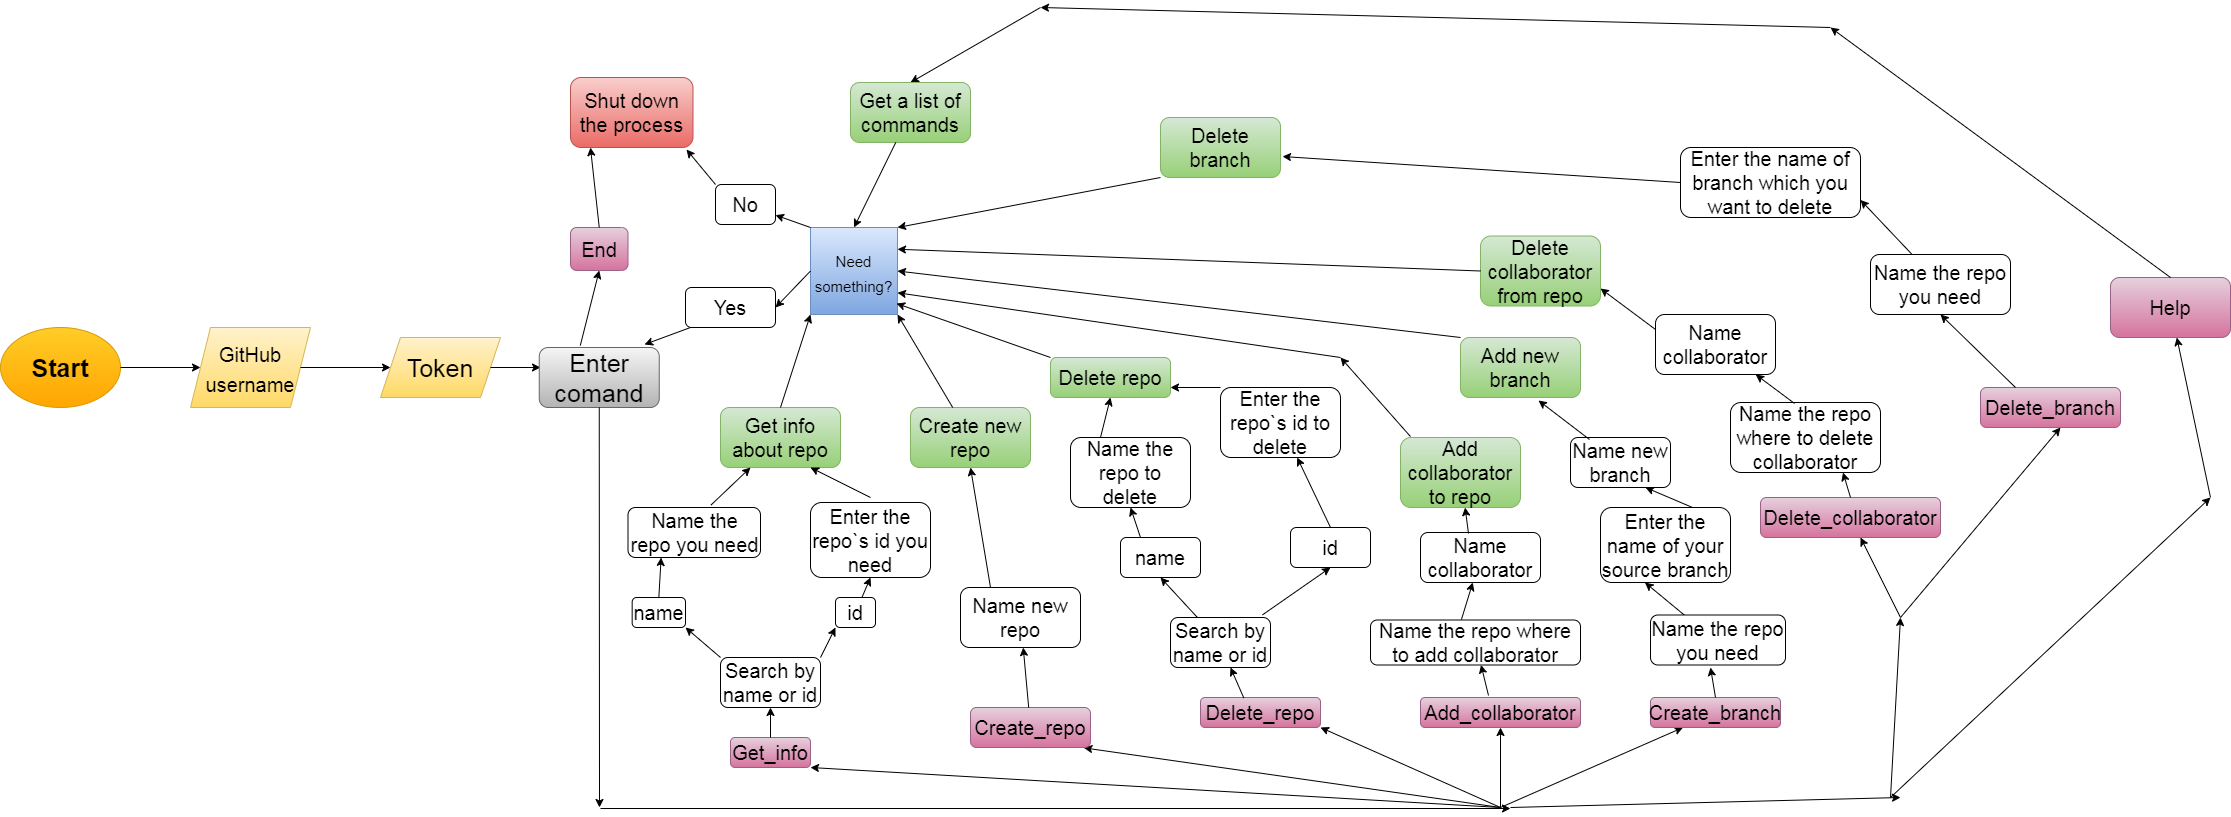 Start
GitHub
username
Token
Enter
comand
End
Shut down
the process
No
Yes
Need
something?
Get a list of
commands
Get info
about repo
Name the
repo you need
Enter the
repo`s id you
need
name
id
Search by
name or id
Get_info
Create new
repo
Name new
repo
Create_repo
Delete repo
Name the
repo to
delete
Enter the
repo`s id to
delete
name
id
Search by
name or id
Delete_repo
Add
collaborator
to repo
Name
collaborator
Name the repo where
to add collaborator
Add_collaborator
Add new
branch
Name new
branch
Enter the
name of your
source branch
Name the repo
you need
Create_branch
Delete
collaborator
from repo
Name
collaborator
Name the repo
where to delete
collaborator
Delete_collaborator
Delete
branch
Enter the name of
branch which you
want to delete
Name the repo
you need
Delete_branch
Help